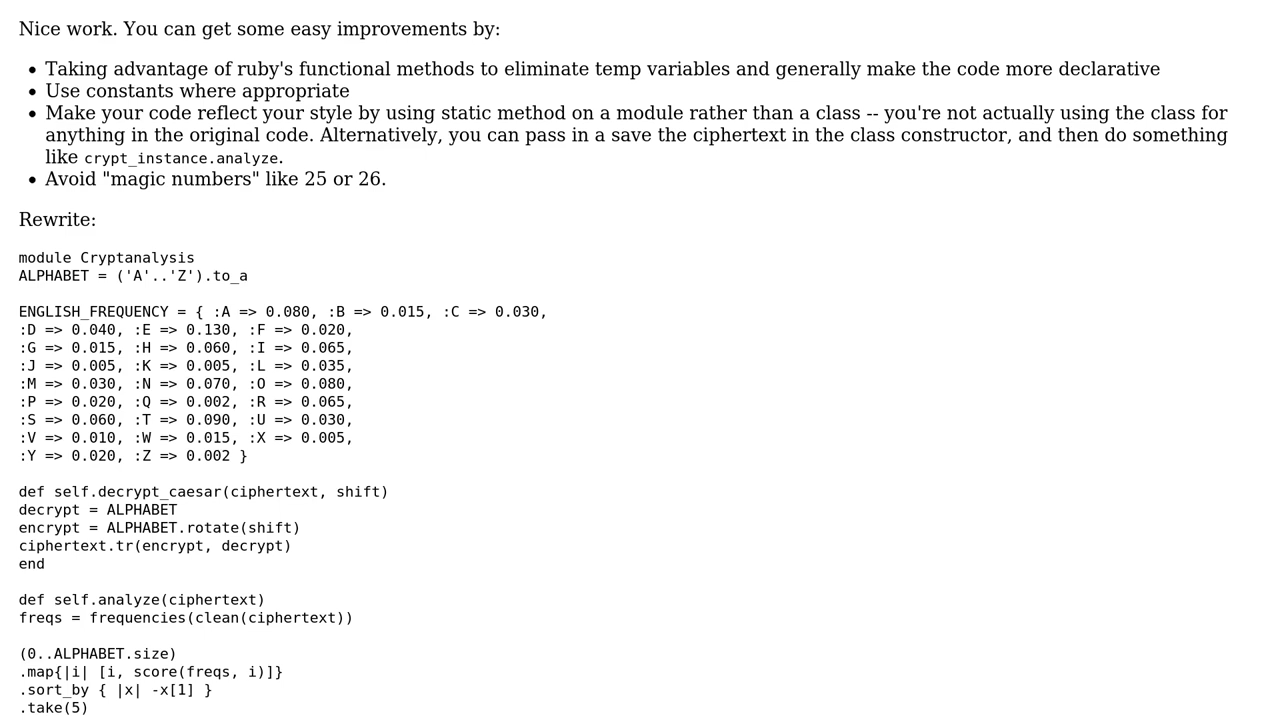 Nice work. You can get some easy improvements by:
Taking advantage of ruby's functional methods to eliminate temp variables and generally make the code more declarative
Use constants where appropriate
Make your code reflect your style by using static method on a module rather than a class -- you're not actually using the class for
anything in the original code. Alternatively, you can pass in a save the ciphertext in the class constructor, and then do something
like crypt_instance.analyze.
Avoid "magic numbers" like 25 or 26.
Rewrite:
module Cryptanalysis
ALPHABET = ('A'..'Z').to_a
ENGLISH_FREQUENCY = { :A => 0.080, :B => 0.015, :C => 0.030,
:D => 0.040, :E => 0.130, :F => 0.020,
:G => 0.015, :H => 0.060, :I => 0.065,
:J => 0.005, :K => 0.005, :L => 0.035,
:M => 0.030, :N => 0.070, :O => 0.080,
:P => 0.020, :Q => 0.002, :R => 0.065,
:S => 0.060, :T => 0.090, :U => 0.030,
:V => 0.010, :W => 0.015, :X => 0.005,
:Y => 0.020, :Z => 0.002 }
def self.decrypt_caesar(ciphertext, shift)
decrypt = ALPHABET
encrypt = ALPHABET.rotate(shift)
ciphertext.tr(encrypt, decrypt)
end
def self.analyze(ciphertext)
freqs = frequencies(clean(ciphertext))
(0..ALPHABET.size)
.map{|i| [i, score(freqs, i)]}
.sort_by { |x| -x[1] }
.take(5)